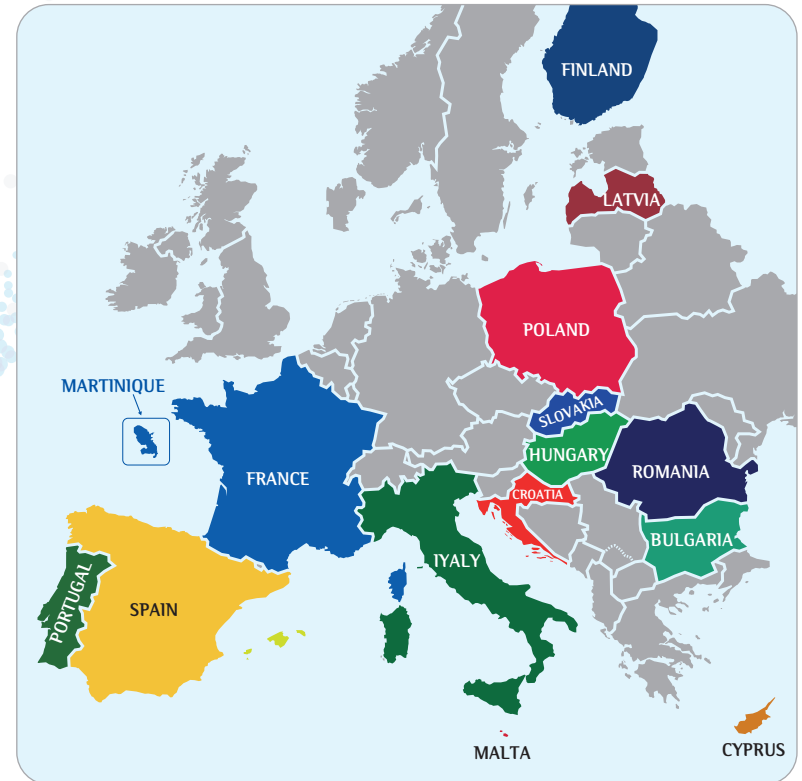 FINLAND
LATVIA
POLAND
MARTINIQUE
SLOVAKIA
HUNGARY
FRANCE
ROMANIA
CROATIA
BULGARIA
IYALY
PORTUGAL
SPAIN
MALTA
CYPRUS